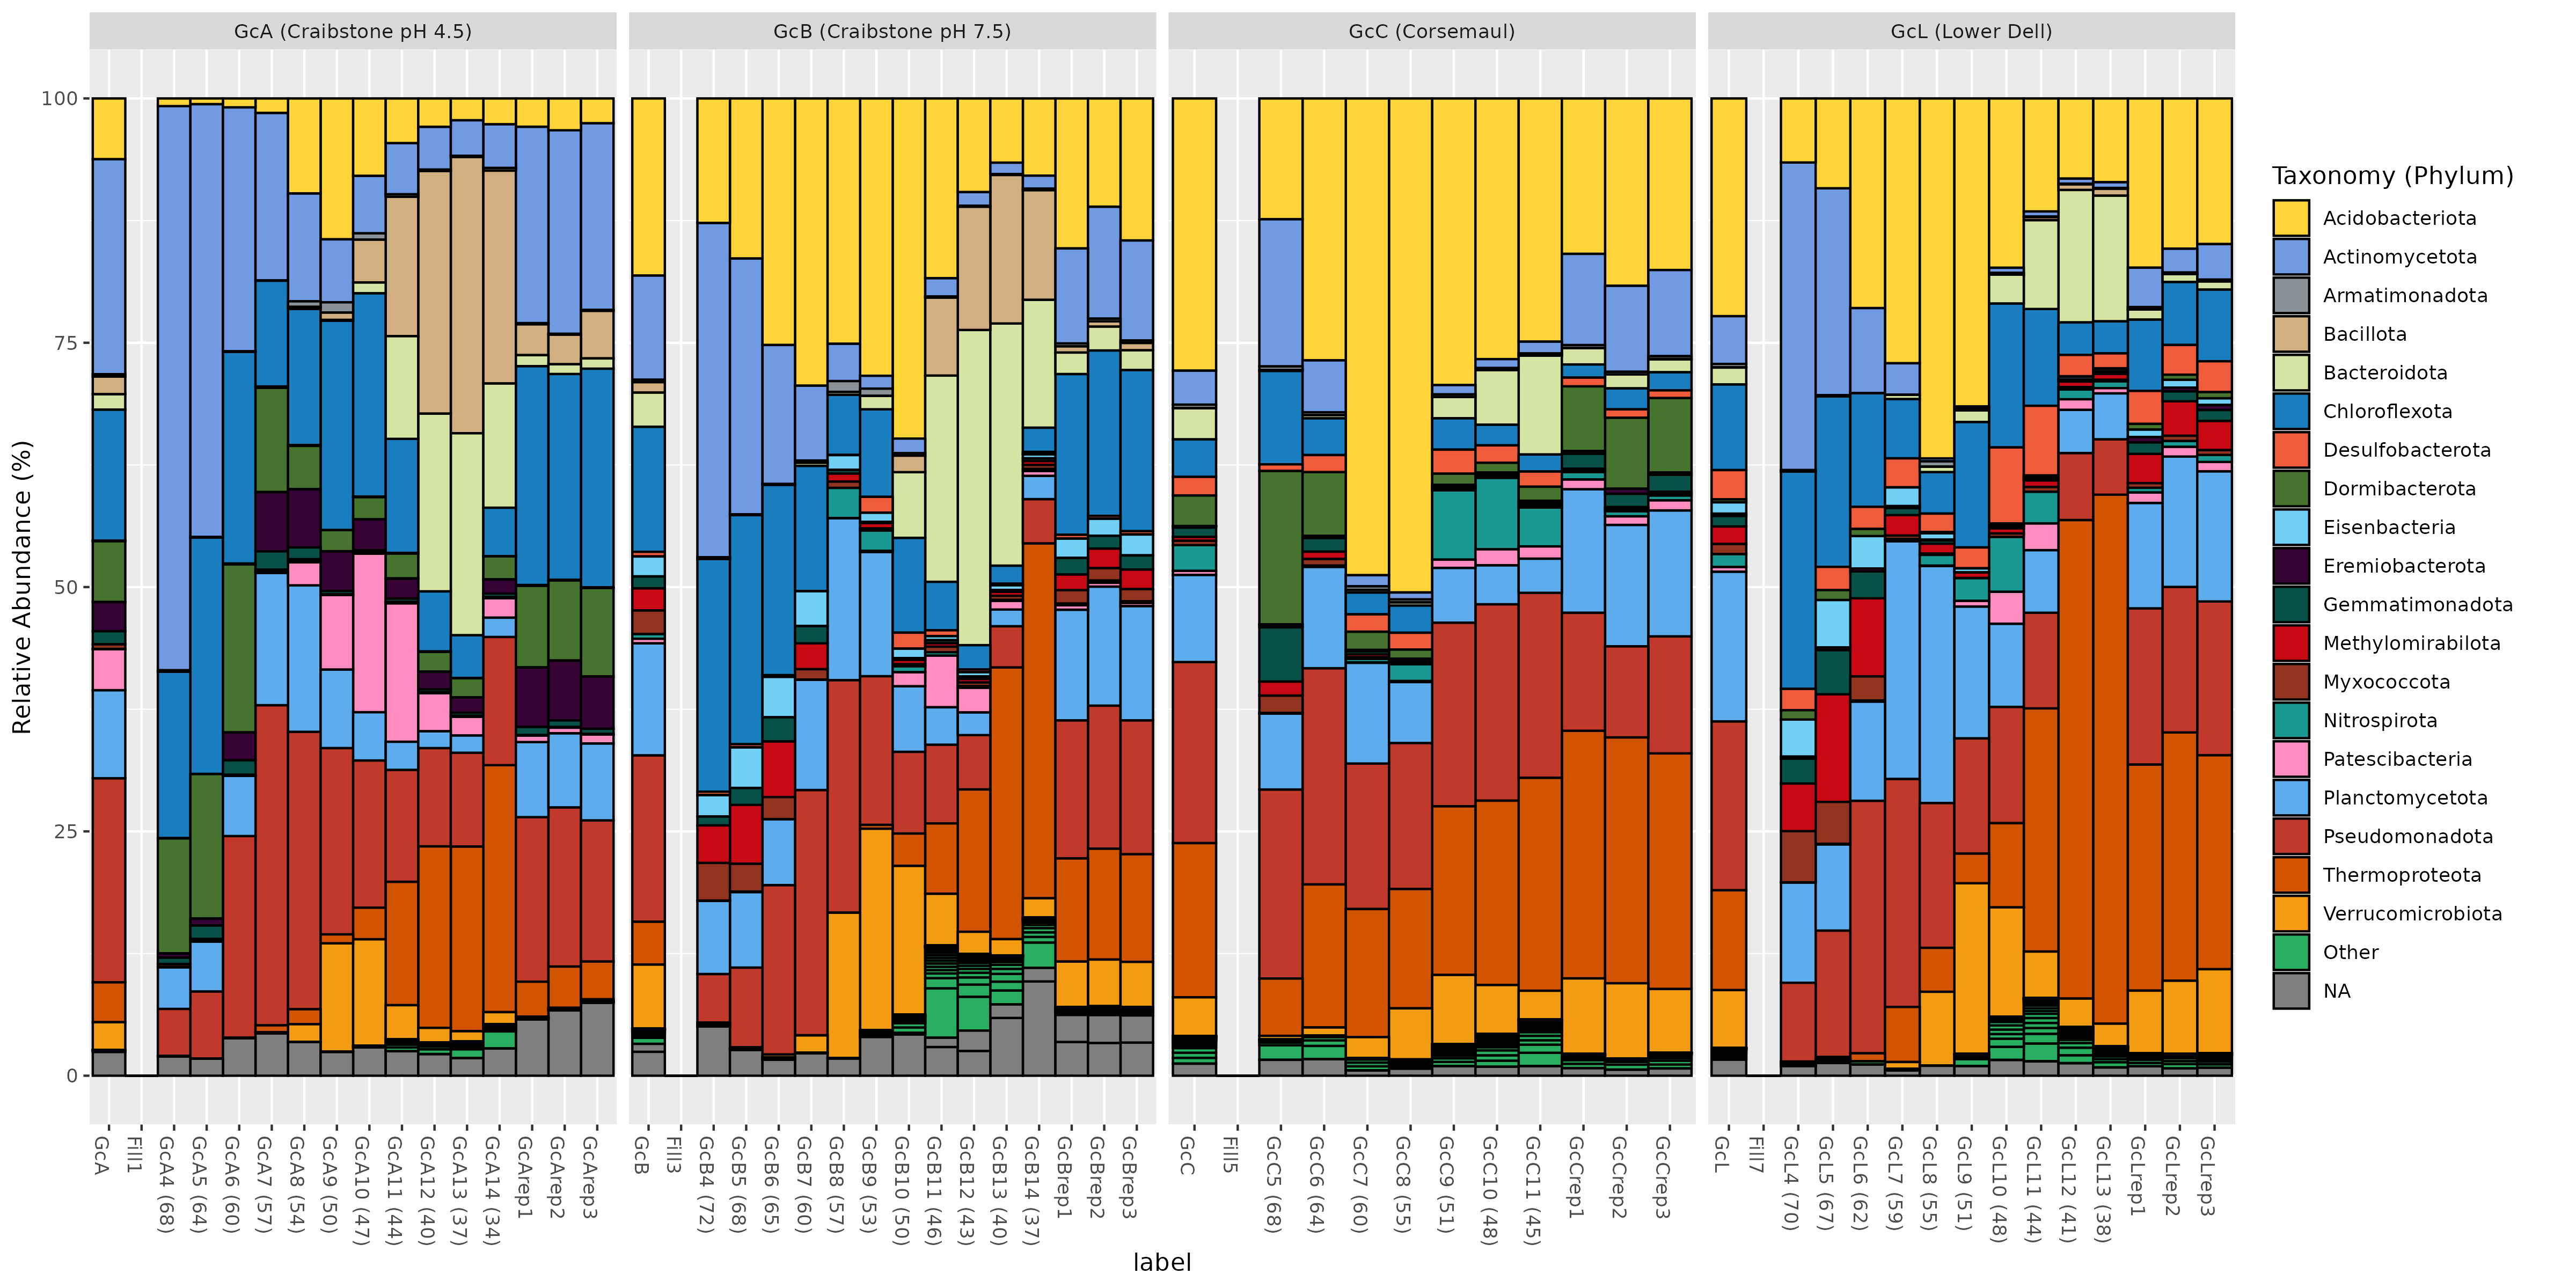 GcA (Craibstone pH 4.5)
GcB (Craibstone pH 7.5)
GcC (Corsemaul)
GcL (Lower Dell)
Relative Abundance (%)
100
75
50
25
0
GcA
Fill1
GcA4 (68)
GcA5 (64)
GcA6 (60)
GcA7 (57)
GcA8 (54)
GcA9 (50)
GcA10 (47)
GcA11 (44)
GcA12 (40)
GcA13 (37)
GcA14 (34)
GcArep1
GcArep2
GcArep3
GcB
Fill3
GcB4 (72)
GcB5 (68)
GcB6 (65)
GcB7 (60)
GcB8 (57)
GcB9 (53)
GcB10 (50)
GcB11 (46)
GcB12 (43)
GcB13 (40)
GcB14 (37)
GcBrep1
GcBrep2
GcBrep3
GcC
Fill5
GcC5 (68)
GcC6 (64)
GcC7 (60)
GcC8 (55)
GcC9 (51)
GcC10 (48)
GcC11 (45)
GcCrep1
GcCrep2
GcCrep3
GcL
Fill7
GcL4 (70)
GcL5 (67)
GcL6 (62)
GcL7 (59)
GcL8 (55)
GcL9 (51)
GcL10 (48)
GcL11 (44)
GcL12 (41)
GcL13 (38)
GcLrep1
GcLrep2
GcLrep3
label
Taxonomy (Phylum)
Acidobacteriota
Actinomycetota
Armatimonadota
Bacillota
Bacteroidota
Chloroflexota
Desulfobacterota
Dormibacterota
Eisenbacteria
Eremiobacterota
Gemmatimonadota
Methylomirabilota
Myxococcota
Nitrospirota
Patescibacteria
Planctomycetota
Pseudomonadota
Thermoproteota
Verrucomicrobiota
Other
NA